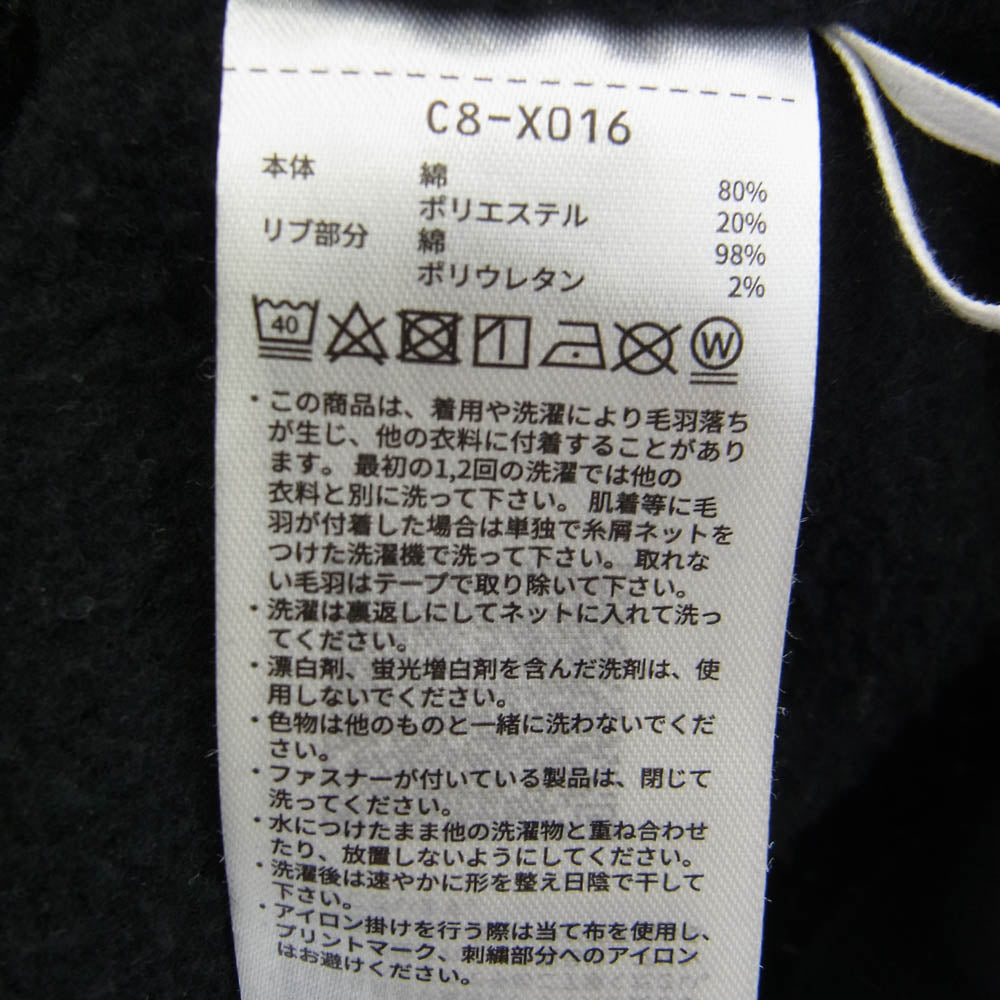 C8-X016
本体 綿 80%
ポリエステル 20%
リブ部分 綿 98%
ポリウレタン 2%
40 W
・この商品は、着用や洗濯により毛羽落ち
が生じ、他の衣料に付着することがあり
ます。 最初の1,2回の洗濯では他の
衣料と別に洗って下さい。 肌着等に毛
羽が付着した場合は単独で糸屑ネットを
つけた洗濯機で洗って下さい。 取れな
い毛羽はテープで取り除いて下さい。
・洗濯は裏返しにしてネットに入れて洗っ
てください。
・漂白剤、蛍光増白剤を含んだ洗剤は、使
用しないでください。
・色物は他のものと一緒に洗わないでくだ
さい。
・ファスナーが付いている製品は、閉じて
洗ってください。
・水につけたまま他の洗濯物と重ね合わせ
たり、放置しないようにしてください。
・洗濯後は速やかに形を整え日陰で干して
下さい。
・アイロン掛けを行う際は当て布を使用し、
プリントマーク、刺繍部分へのアイロン
はお避けください。